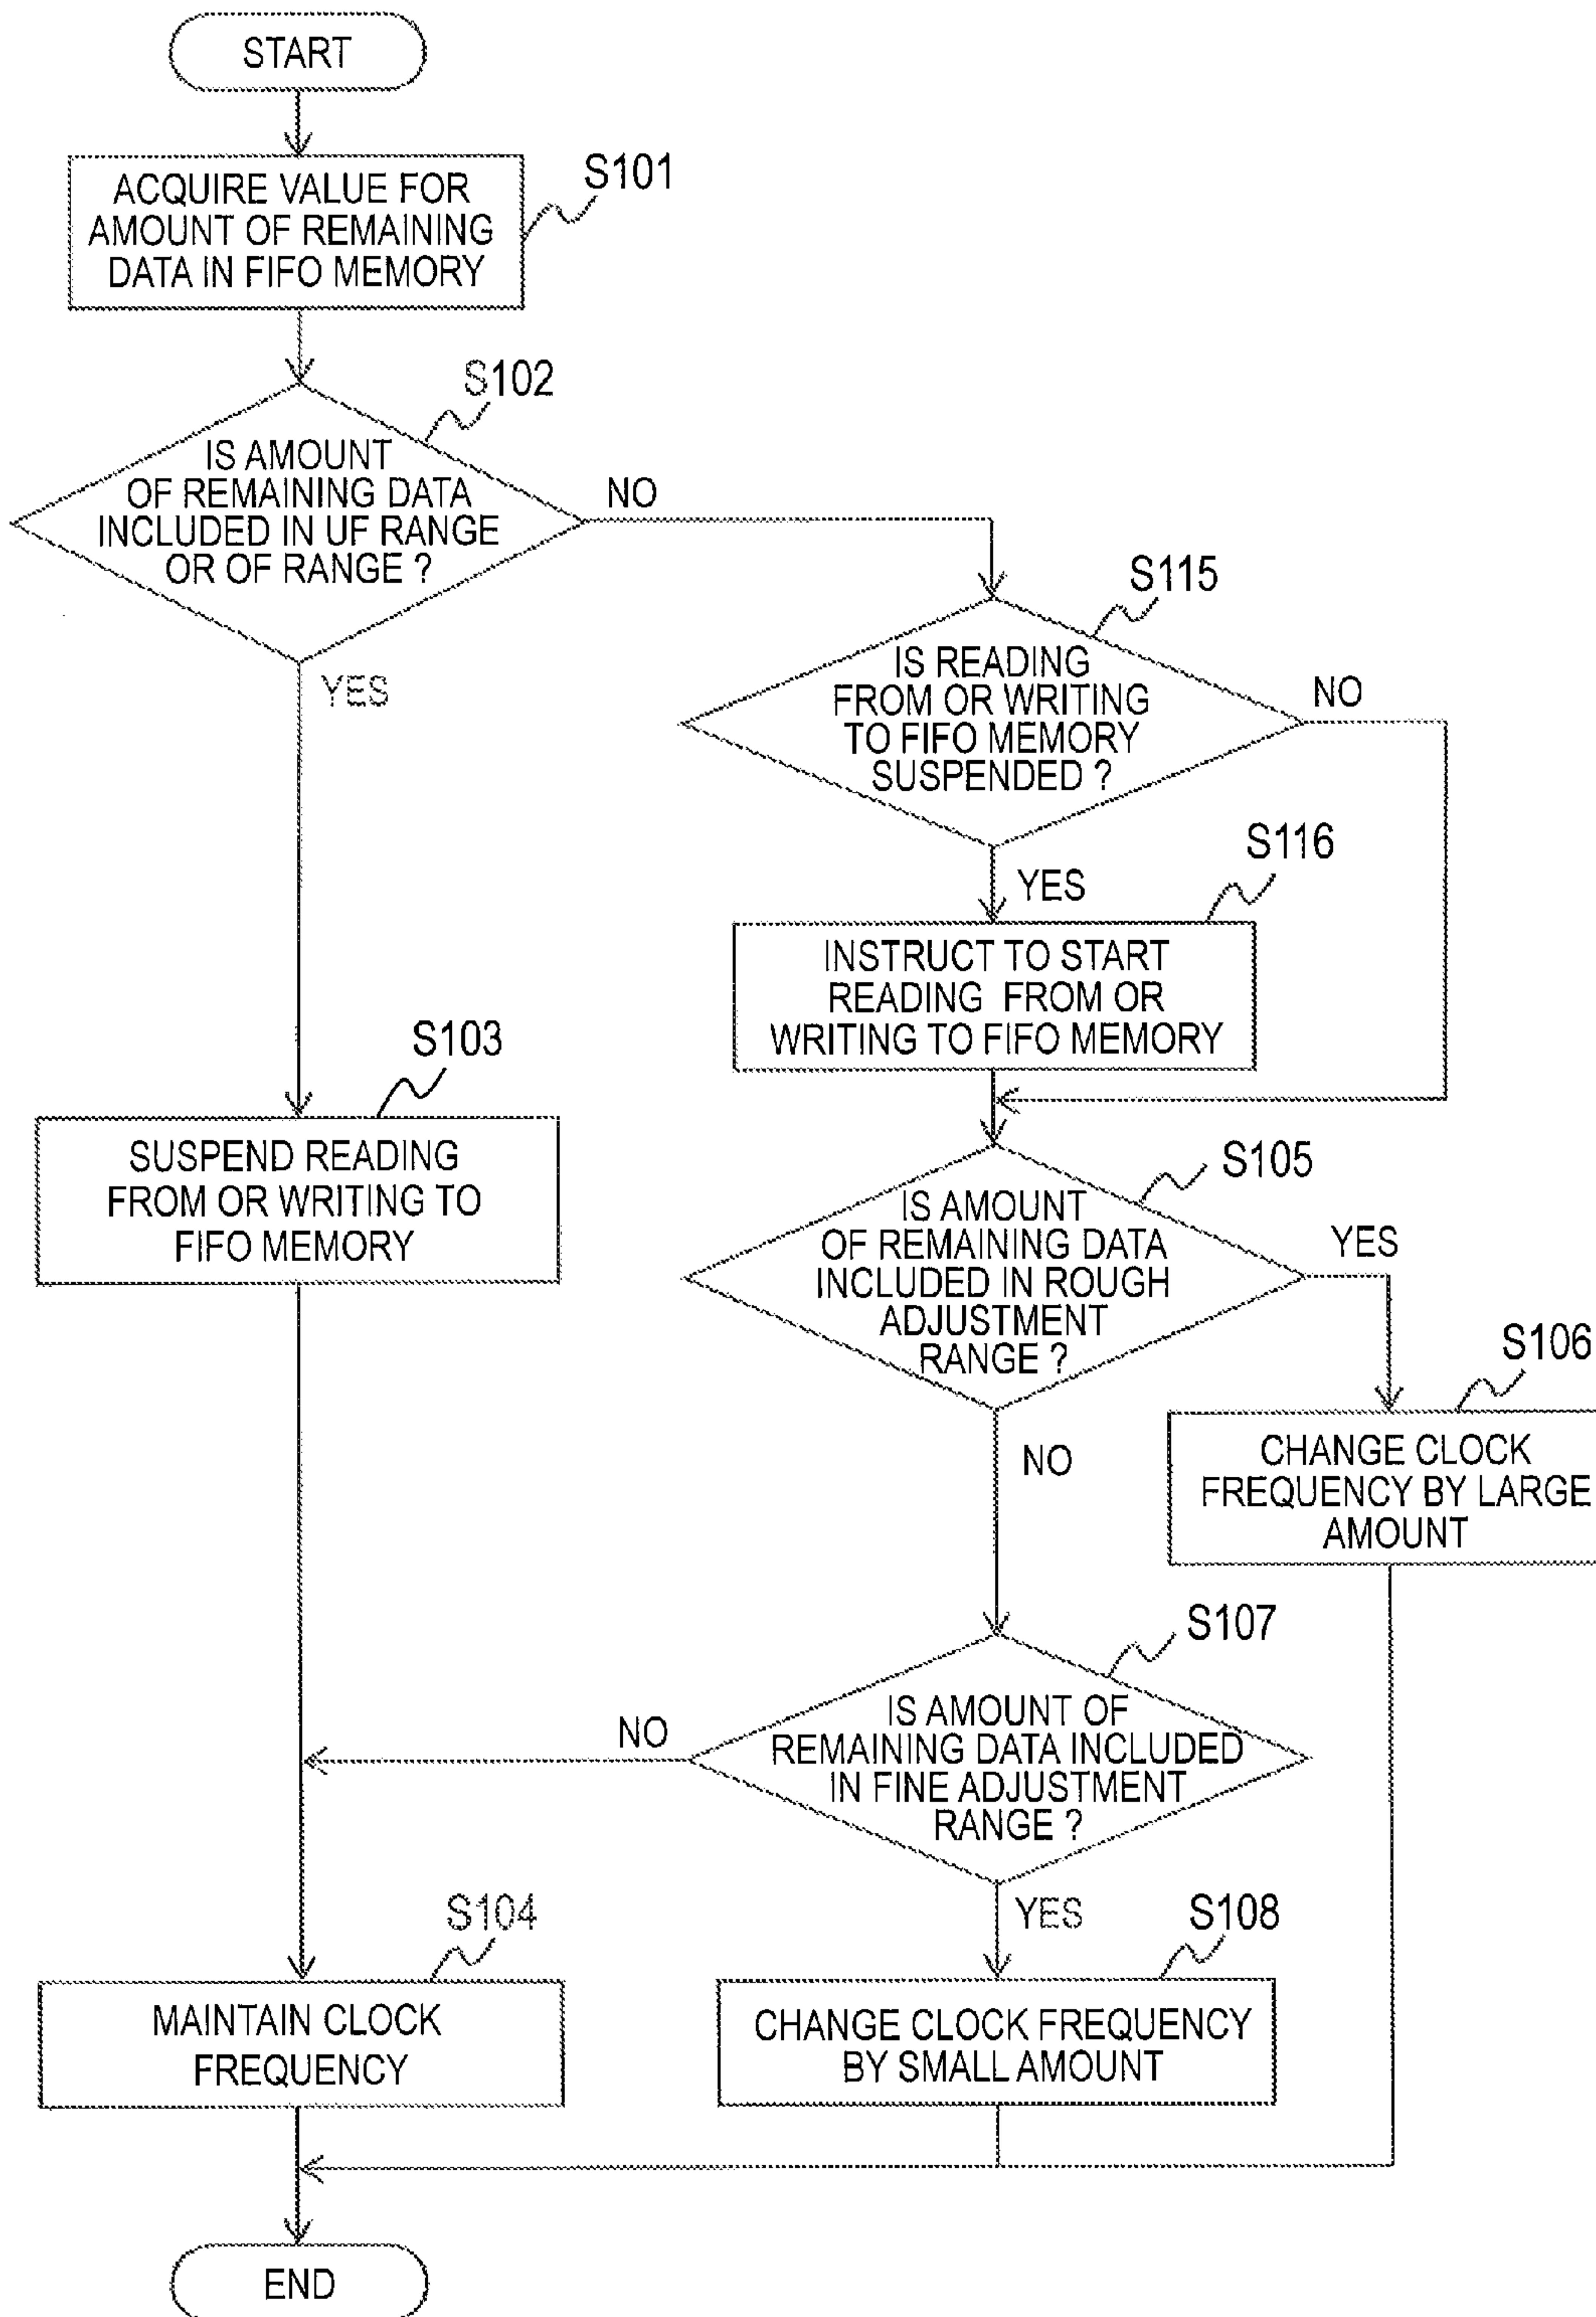 START
ACQUIRE VALUE FOR
AMOUNT OF REMAINING
DATA IN FIFO MEMORY
S101
S102
IS AMOUNT
OF REMAINING DATA
INCLUDED IN UF RANGE
OR OF RANGE ?
NO
YES
S115
IS READING
FROM OR WRITING
TO FIFO MEMORY
SUSPENDED ?
NO
YES
S116
INSTRUCT TO START
READING FROM OR
WRITING TO FIFO MEMORY
S103
SUSPEND READING
FROM OR WRITING TO
FIFO MEMORY
S105
IS AMOUNT
OF REMAINING DATA
INCLUDED IN ROUGH
ADJUSTMENT
RANGE ?
YES
NO
S106
CHANGE CLOCK
FREQUENCY BY LARGE
AMOUNT
S107
IS AMOUNT OF
REMAINING DATA INCLUDED
IN FINE ADJUSTMENT
RANGE ?
NO
YES
S104
MAINTAIN CLOCK
FREQUENCY
S108
CHANGE CLOCK FREQUENCY
BY SMALL AMOUNT
END